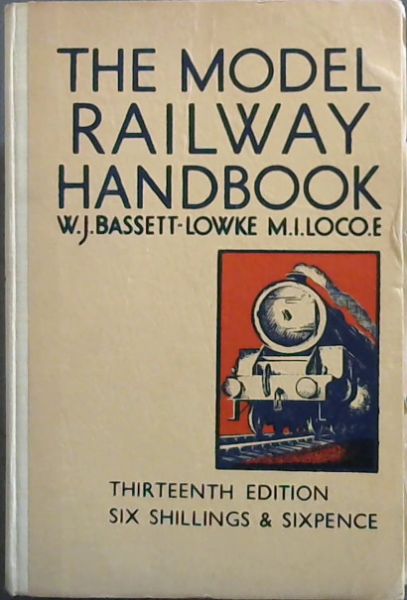 THE MODEL
RAILWAY
HANDBOOK
W.J.BASSETT-LOWKE M.I.LOCO.E
THIRTEENTH EDITION
SIX SHILLINGS & SIXPENCE